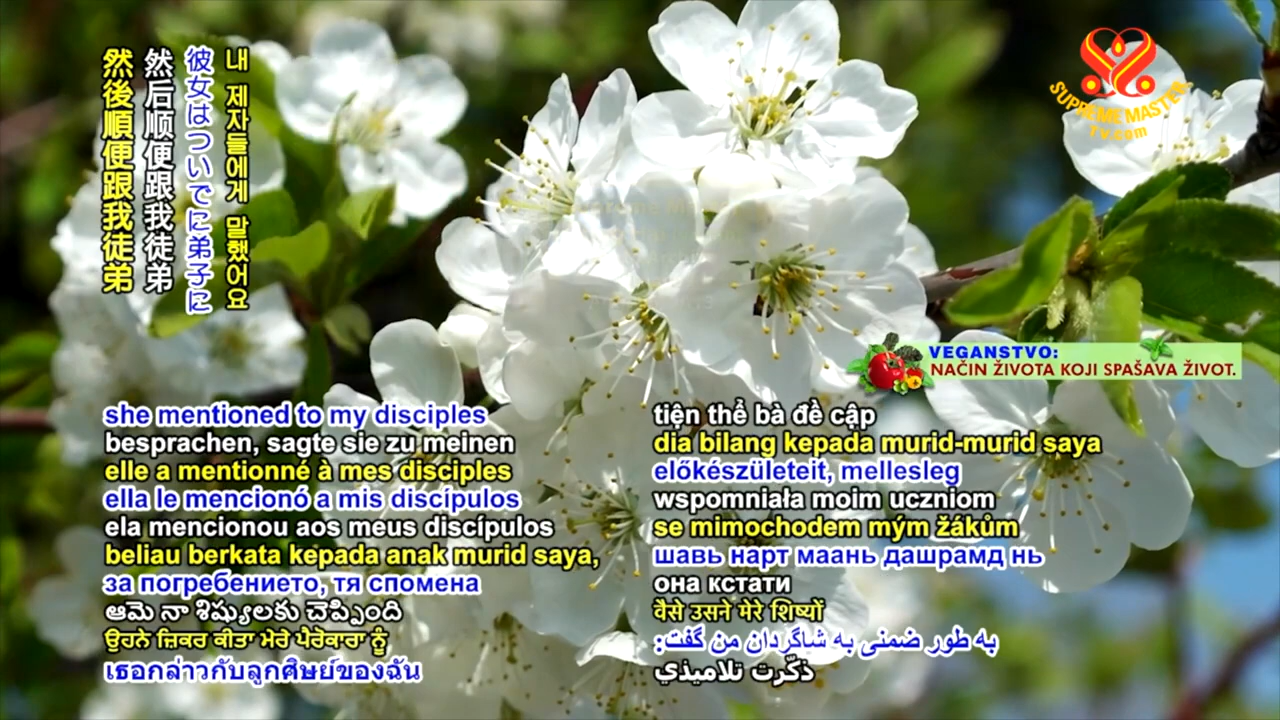 然後順便跟我徒弟
然后顺便跟我徒弟
彼女はついでに弟子に
내 제자들에게 말했어요
SUPREME MASTER
TV.com
VEGANSTVO:
NAČIN ŽIVOTA KOJI SPAŠAVA ŽIVOT.
she mentioned to my disciples
besprachen, sagte sie zu meinen
elle a mentionné à mes disciples
ella le mencionó a mis discípulos
ela mencionou aos meus discípulos
beliau berkata kepada anak murid saya,
за погребението, тя спомена
ఆమె నా శిష్యులకు చెప్పింది
ਉਹਨੇ ਜ਼ਿਕਰ ਕੀਤਾ ਮੇਰੇ ਪੈਰੋਕਾਰਾਂ ਨੂੰ
เธอกล่าวกับลูกศิษย์ของฉัน
tiện thể bà đề cập
dia bilang kepada murid-murid saya
előkészületeit, mellesleg
wspomniała moim uczniom
se mimochodem mým žákům
шавь нарт маань дашрамд нь
она кстати
वैसे उसने मेरे शिष्यों
به طور ضمنی به شاگردان من گفت:
ذكّرت تلاميذي